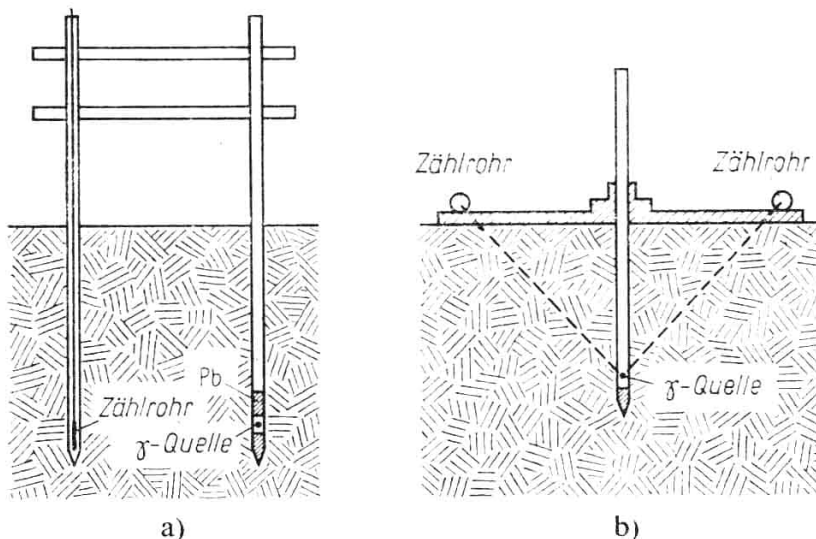 Zählrohr
Zählrohr
Pb
Zählrohr
γ-Quelle
γ-Quelle
a)
b)